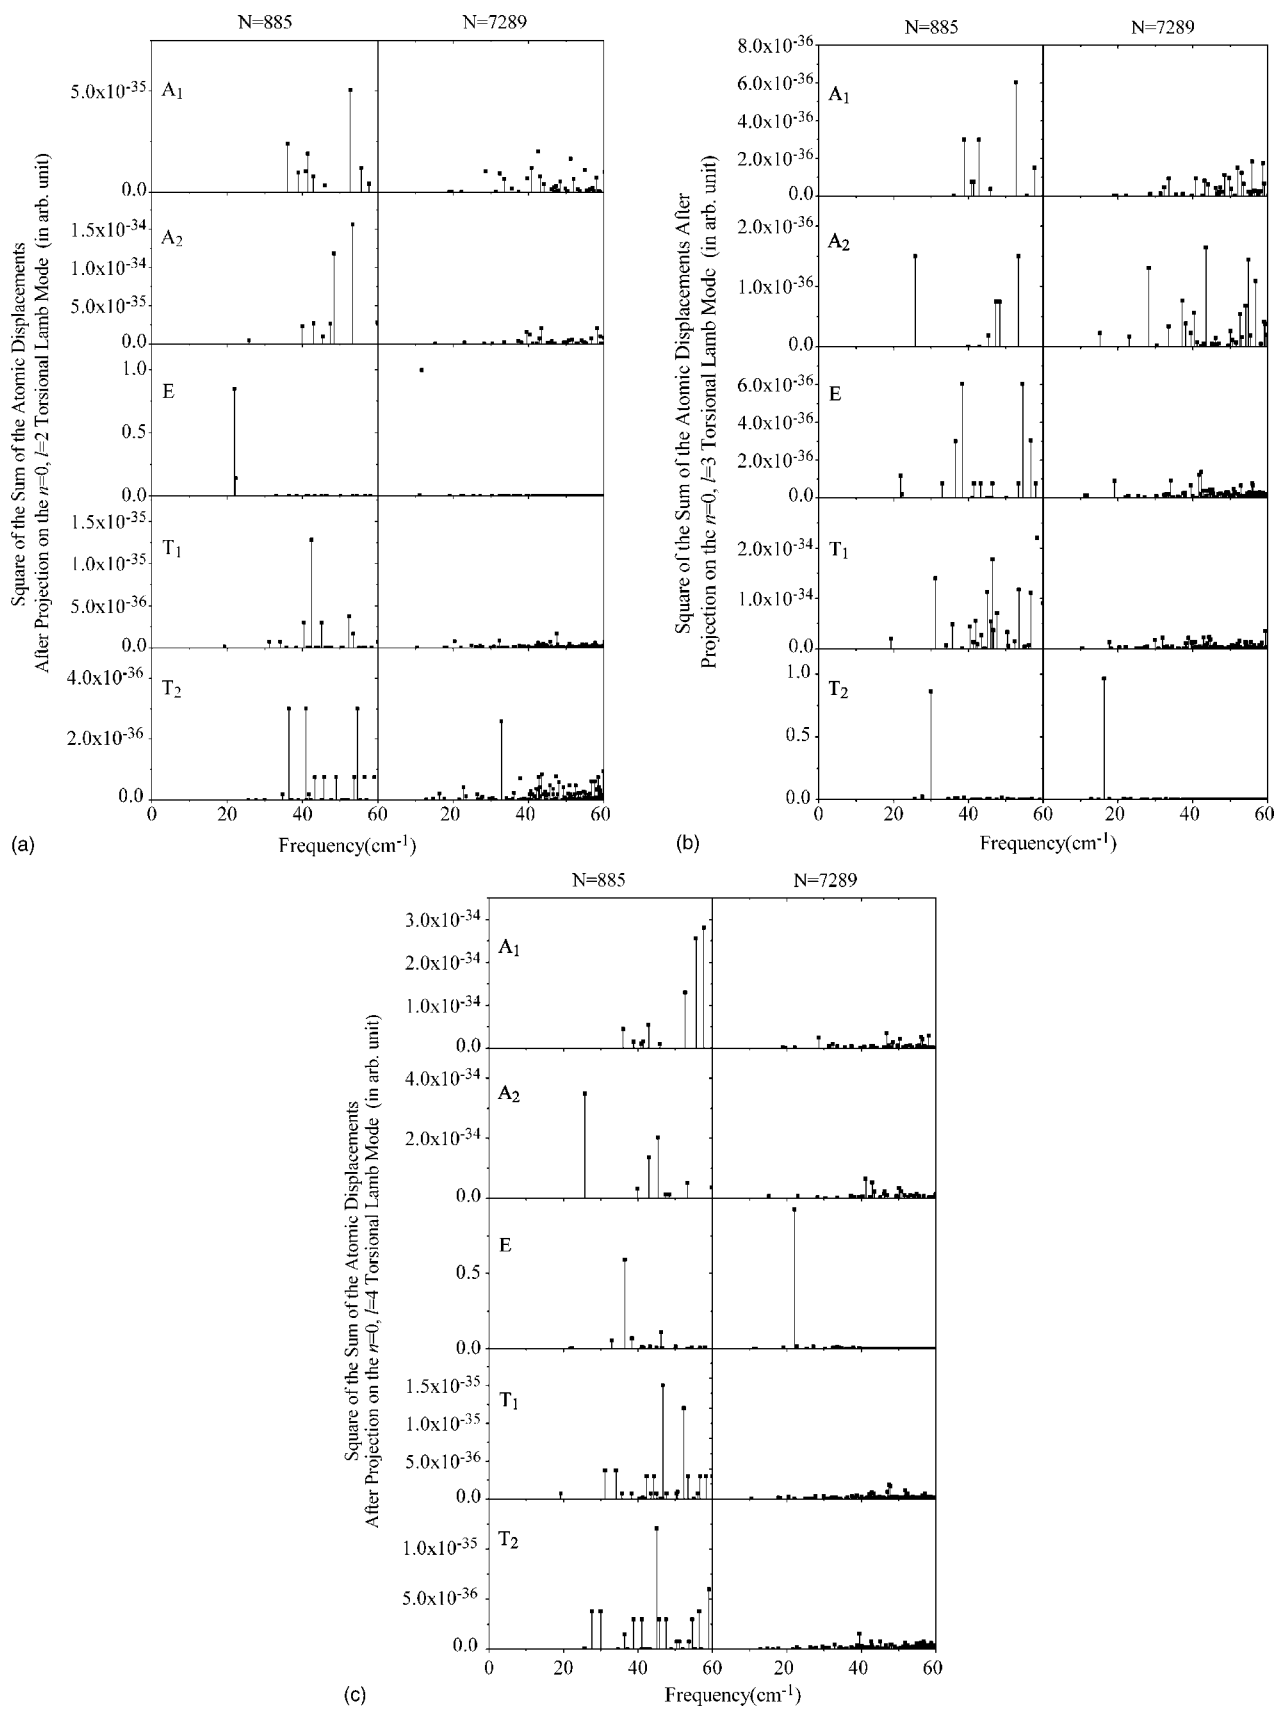 N=885 N=7289
Square of the Sum of the Atomic Displacements
After Projection on the n=0, l=2 Torsional Lamb Mode (in arb. unit)
5.0x10-35 A1
0.0
1.5x10-34 A2
1.0x10-34
5.0x10-35
0.0
1.0 E
0.5
0.0
1.5x10-35 T1
1.0x10-35
5.0x10-36
0.0
4.0x10-36 T2
2.0x10-36
0.0
0 20 40 60 20 40 60
Frequency(cm-1)
(a)
N=885 N=7289
Square of the Sum of the Atomic Displacements After
Projection on the n=0, l=3 Torsional Lamb Mode (in arb. unit)
8.0x10-36
6.0x10-36 A1
4.0x10-36
2.0x10-36
0.0
2.0x10-36 A2
1.0x10-36
0.0
6.0x10-36 E
4.0x10-36
2.0x10-36
0.0
2.0x10-34 T1
1.0x10-34
0.0
1.0 T2
0.5
0.0
0 20 40 60 20 40 60
Frequency(cm-1)
(b)
N=885 N=7289
Square of the Sum of the Atomic Displacements
After Projection on the n=0, l=4 Torsional Lamb Mode (in arb. unit)
3.0x10-34 A1
2.0x10-34
1.0x10-34
0.0
4.0x10-34 A2
2.0x10-34
0.0
E
0.5
0.0
1.5x10-35 T1
1.0x10-35
5.0x10-36
0.0
T2
1.0x10-35
5.0x10-36
0.0
0 20 40 60 20 40 60
Frequency(cm-1)
(c)